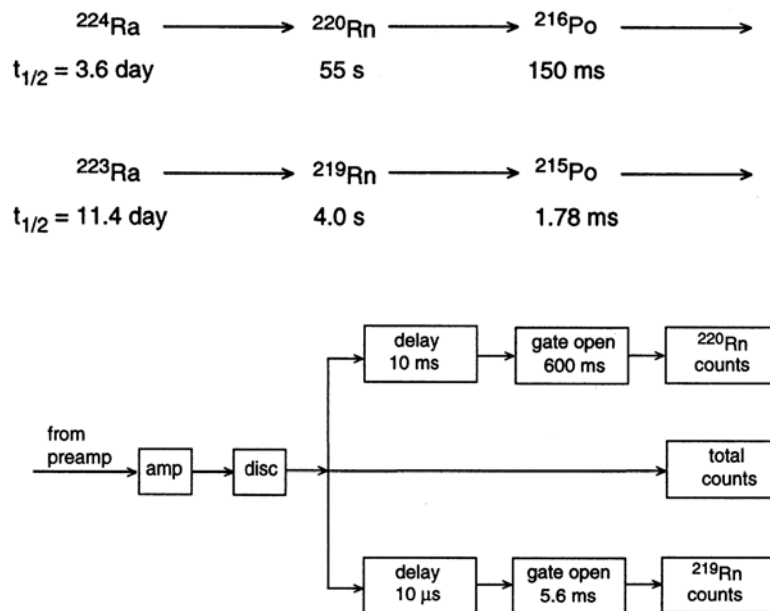 ²²⁴Ra ²²⁰Rn ²¹⁶Po
t₁/₂ = 3.6 day 55 s 150 ms
²²³Ra ²¹⁹Rn ²¹⁵Po
t₁/₂ = 11.4 day 4.0 s 1.78 ms
delay
10 ms
gate open
600 ms
²²⁰Rn
counts
from
preamp
amp
disc
total
counts
delay
10 μs
gate open
5.6 ms
²¹⁹Rn
counts